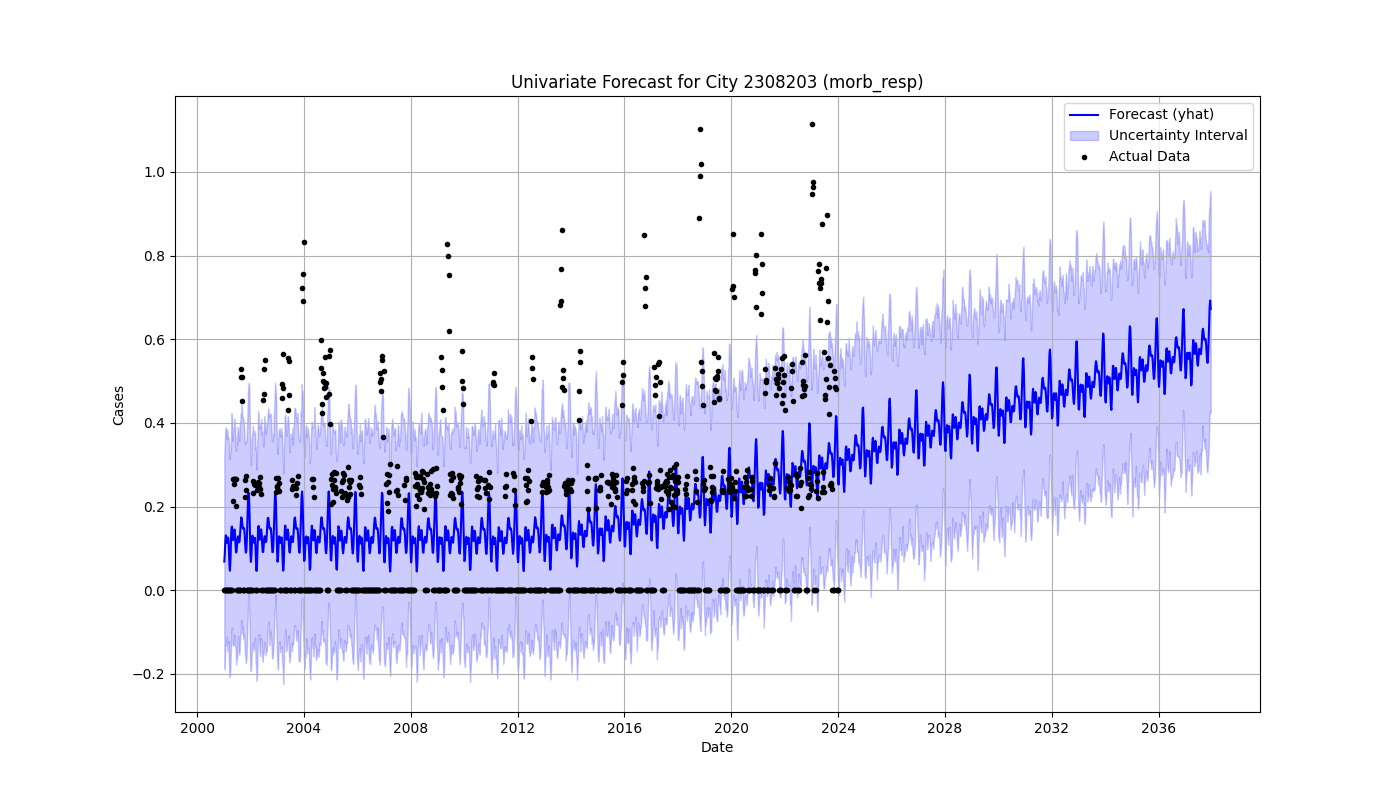 Univariate Forecast for City 2308203 (morb_resp)
Forecast (yhat)
Uncertainty Interval
Actual Data
Cases
1.0
0.8
0.6
0.4
0.2
0.0
−0.2
2000 2004 2008 2012 2016 2020 2024 2028 2032 2036
Date